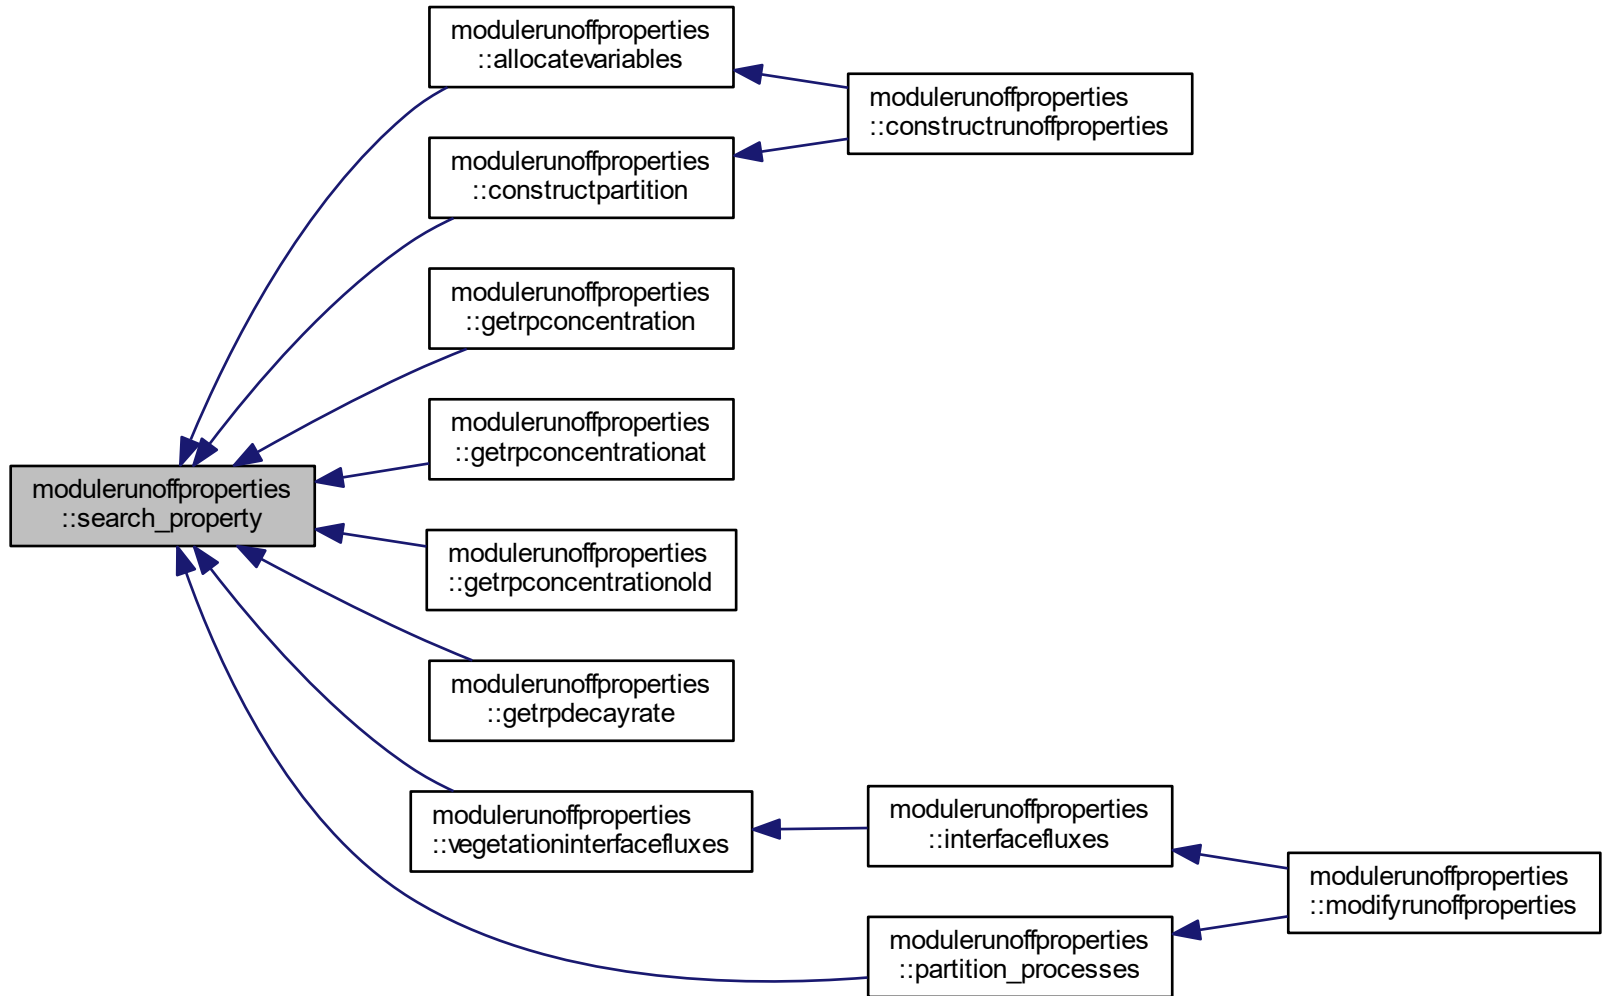 modulerunoffproperties
::allocatevariables
modulerunoffproperties
::constructrunoffproperties
modulerunoffproperties
::constructpartition
modulerunoffproperties
::getrpconcentration
modulerunoffproperties
::getrpconcentrationat
modulerunoffproperties
::search_property
modulerunoffproperties
::getrpconcentrationold
modulerunoffproperties
::getrpdecayrate
modulerunoffproperties
::vegetationinterfacefluxes
modulerunoffproperties
::interfacefluxes
modulerunoffproperties
::modifyrunoffproperties
modulerunoffproperties
::partition_processes